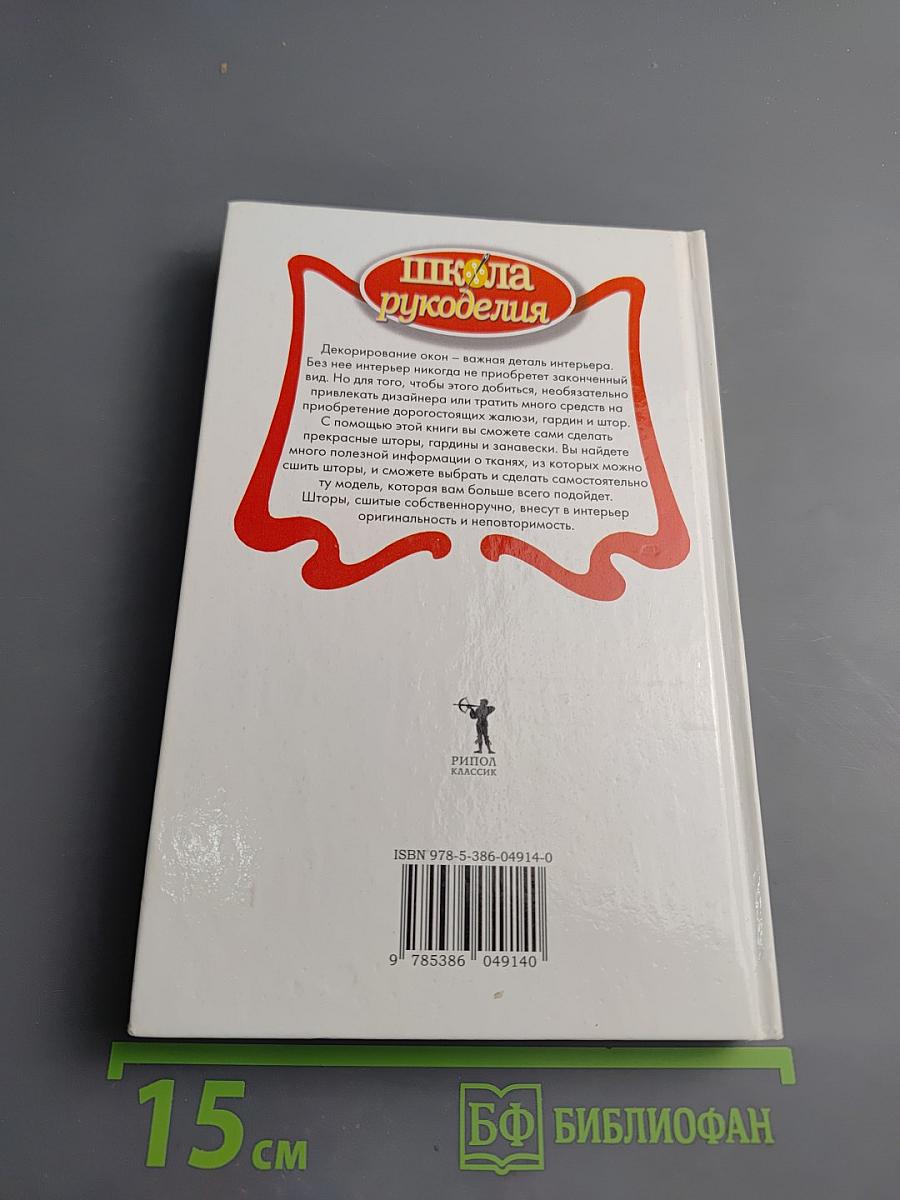 школа
рукоделия
Декорирование окон – важная деталь интерьера.
Без нее интерьер никогда не приобретет законченный
вид. Но для того, чтобы этого добиться, необязательно
привлекать дизайнера или тратить много средств на
приобретение дорогостоящих жалюзи, гардин и штор.
С помощью этой книги вы сможете сами сделать
прекрасные шторы, гардины и занавески. Вы найдете
много полезной информации о тканях, из которых можно
сшить шторы, и сможете выбрать и сделать самостоятельно
ту модель, которая вам больше всего подойдет.
Шторы, сшитые собственноручно, внесут в интерьер
оригинальность и неповторимость.
РИПОЛ
КЛАССИК
ISBN 978-5-386-04914-0
9 785386 049140
15 см
БФ БИБЛИОФАН